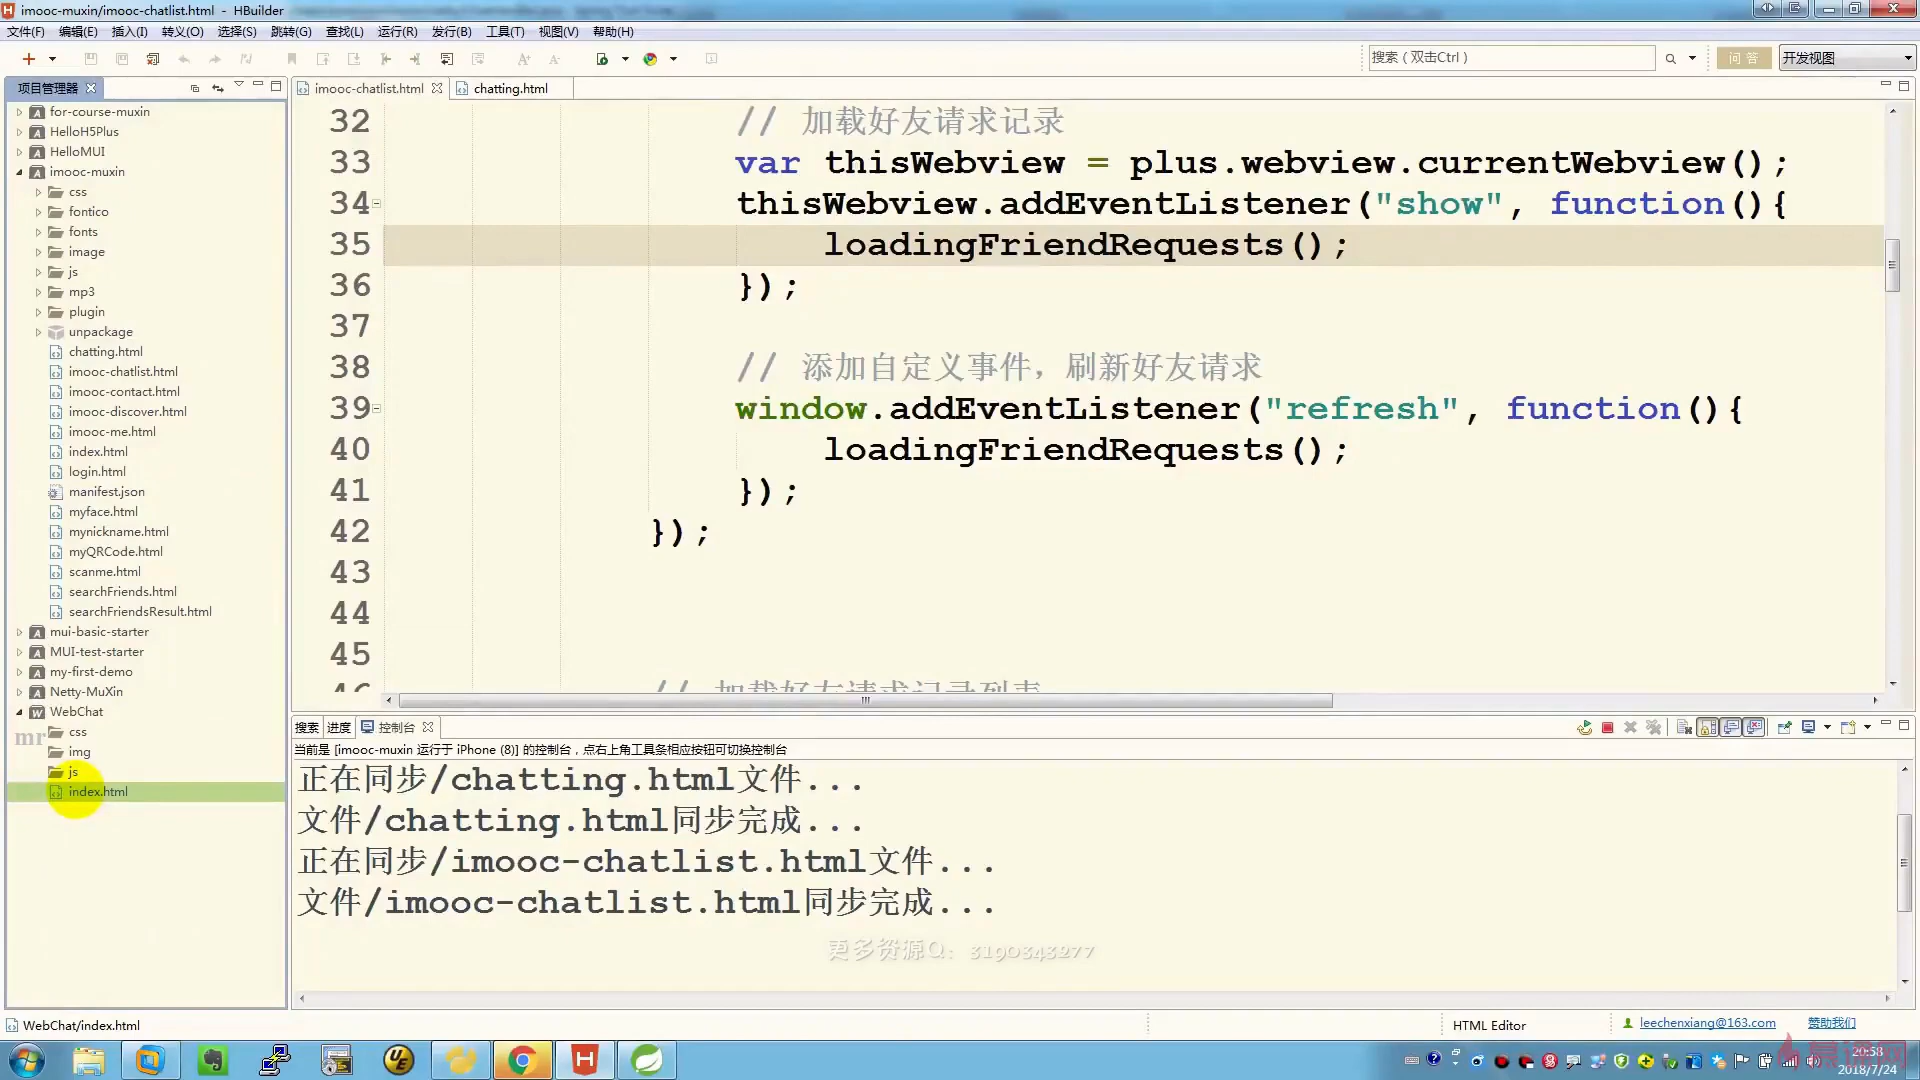 imooc-muxin/imooc-chatlist.html - HBuilder
文件(F) 编辑(E) 插入(I) 转义(O) 选择(S) 跳转(G) 查找(L) 运行(R) 发行(B) 工具(T) 视图(V) 帮助(H)
搜索（双击Ctrl）
问 答
开发视图
项目管理器
imooc-chatlist.html
chatting.html
for-course-muxin
HelloH5Plus
HelloMUI
imooc-muxin
css
fontico
fonts
image
js
mp3
plugin
unpackage
chatting.html
imooc-chatlist.html
imooc-contact.html
imooc-discover.html
imooc-me.html
index.html
login.html
manifest.json
myface.html
mynickname.html
myQRCode.html
scanme.html
searchFriends.html
searchFriendsResult.html
mui-basic-starter
MUI-test-starter
my-first-demo
Netty-MuXin
WebChat
css
img
js
index.html
32 // 加载好友请求记录
33 var thisWebview = plus.webview.currentWebview();
34 thisWebview.addEventListener("show", function(){
35 loadingFriendRequests();
36 });
37
38 // 添加自定义事件，刷新好友请求
39 window.addEventListener("refresh", function(){
40 loadingFriendRequests();
41 });
42 });
43
44
45
46 // 加载好友请求记录列表
搜索 进度 控制台
当前是 [imooc-muxin 运行于 iPhone (8)] 的控制台，点右上角工具条相应按钮可切换控制台
正在同步/chatting.html文件...
文件/chatting.html同步完成...
正在同步/imooc-chatlist.html文件...
文件/imooc-chatlist.html同步完成...
更多资源Q：3190343277
WebChat/index.html
HTML Editor
leechenxiang@163.com
赞助我们
20:58
2018/7/24